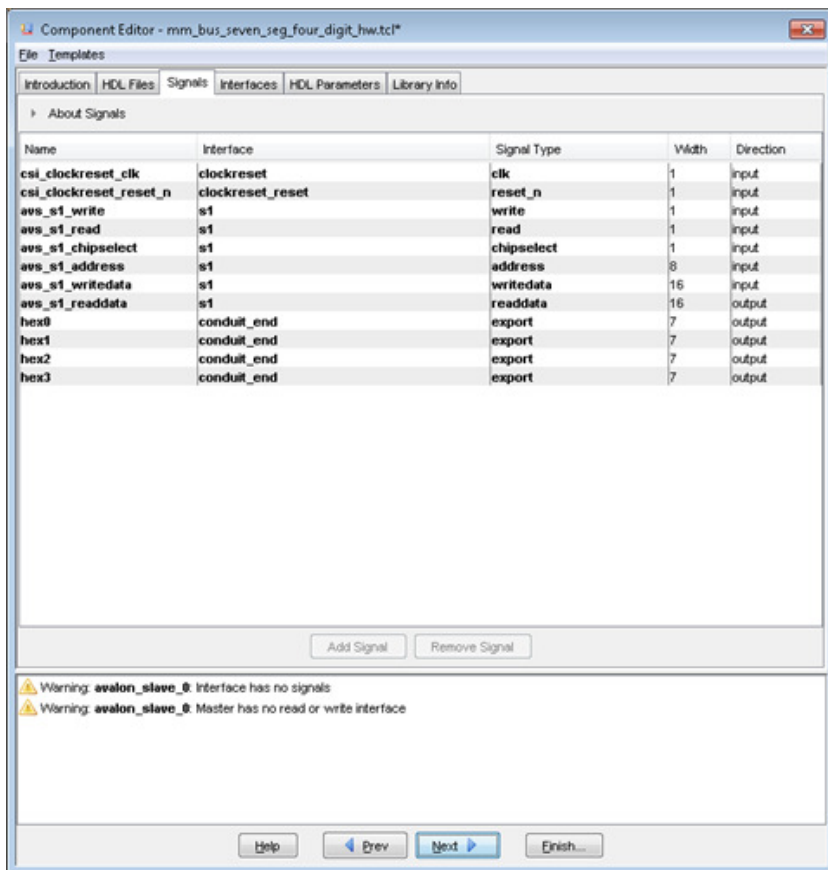 Component Editor - mm_bus_seven_seg_four_digit_hw.tcl*
File Templates
Introduction HDL Files Signals Interfaces HDL Parameters Library Info
About Signals
Name Interface Signal Type Width Direction
csi_clockreset_clk clockreset clk 1 input
csi_clockreset_reset_n clockreset_reset reset_n 1 input
avs_s1_write s1 write 1 input
avs_s1_read s1 read 1 input
avs_s1_chipselect s1 chipselect 1 input
avs_s1_address s1 address 8 input
avs_s1_writedata s1 writedata 16 input
avs_s1_readdata s1 readdata 16 output
hex0 conduit_end export 7 output
hex1 conduit_end export 7 output
hex2 conduit_end export 7 output
hex3 conduit_end export 7 output
Add Signal Remove Signal
Warning: avalon_slave_0: Interface has no signals
Warning: avalon_slave_0: Master has no read or write interface
Help Prev Next Finish...